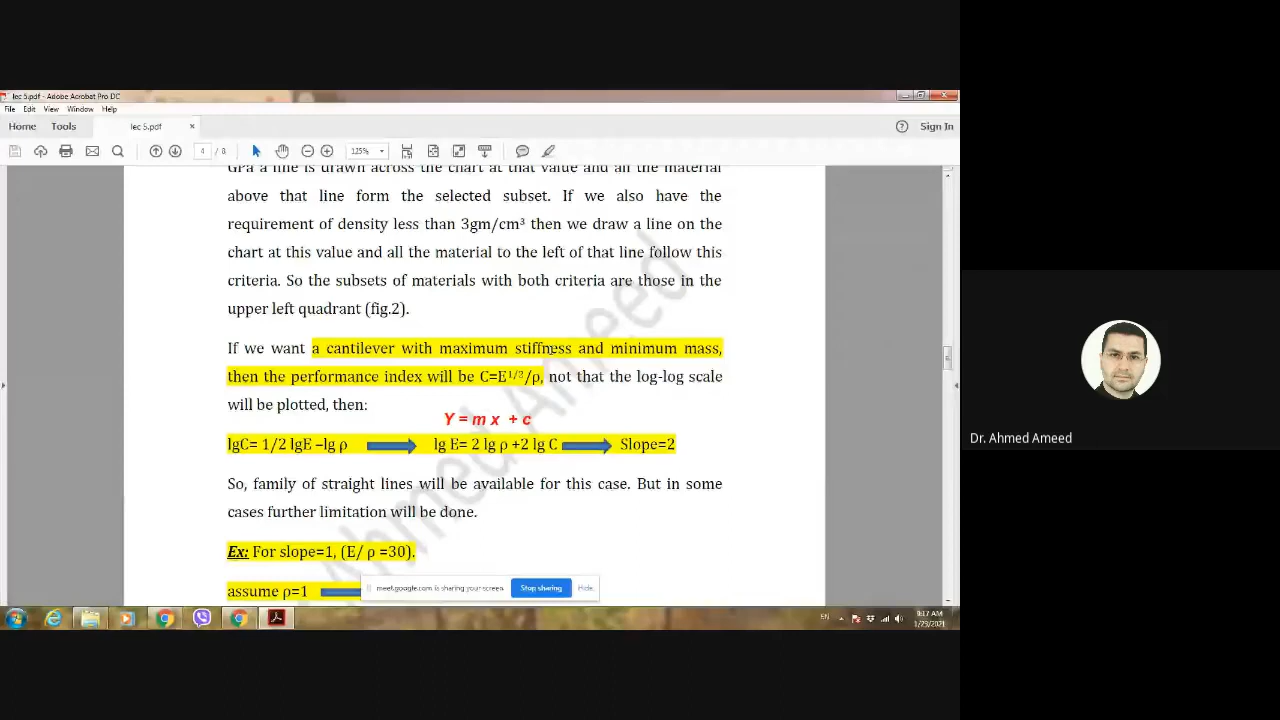 lec 5.pdf - Adobe Acrobat Pro DC
File Edit View Window Help
Home Tools lec 5.pdf × Sign In
4 / 8 125%
GPa a line is drawn across the chart at that value and all the material
above that line form the selected subset. If we also have the
requirement of density less than 3gm/cm³ then we draw a line on the
chart at this value and all the material to the left of that line follow this
criteria. So the subsets of materials with both criteria are those in the
upper left quadrant (fig.2).
If we want a cantilever with maximum stiffness and minimum mass,
then the performance index will be C=E¹/²/ρ, not that the log-log scale
will be plotted, then:
Y = m x + c
lgC= 1/2 lgE –lg ρ lg E= 2 lg ρ +2 lg C Slope=2
So, family of straight lines will be available for this case. But in some
cases further limitation will be done.
Ex: For slope=1, (E/ ρ =30).
assume ρ=1
meet.google.com is sharing your screen. Stop sharing Hide
EN 9:17 AM
1/23/2021
Dr. Ahmed Ameed
Ahmed Ameed